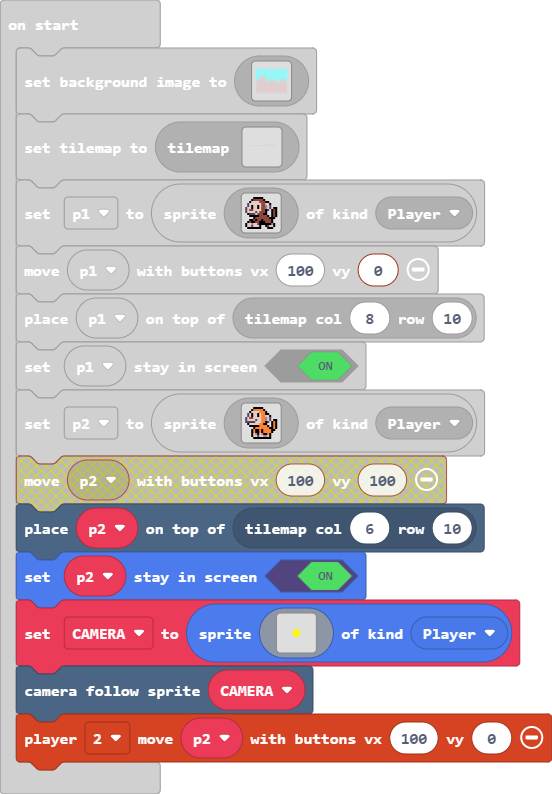 on start
set background image to
set tilemap to tilemap
set p1 to sprite of kind Player
move p1 with buttons vx 100 vy 0
place p1 on top of tilemap col 8 row 10
set p1 stay in screen ON
set p2 to sprite of kind Player
move p2 with buttons vx 100 vy 100
place p2 on top of tilemap col 6 row 10
set p2 stay in screen ON
set CAMERA to sprite of kind Player
camera follow sprite CAMERA
player 2 move p2 with buttons vx 100 vy 0